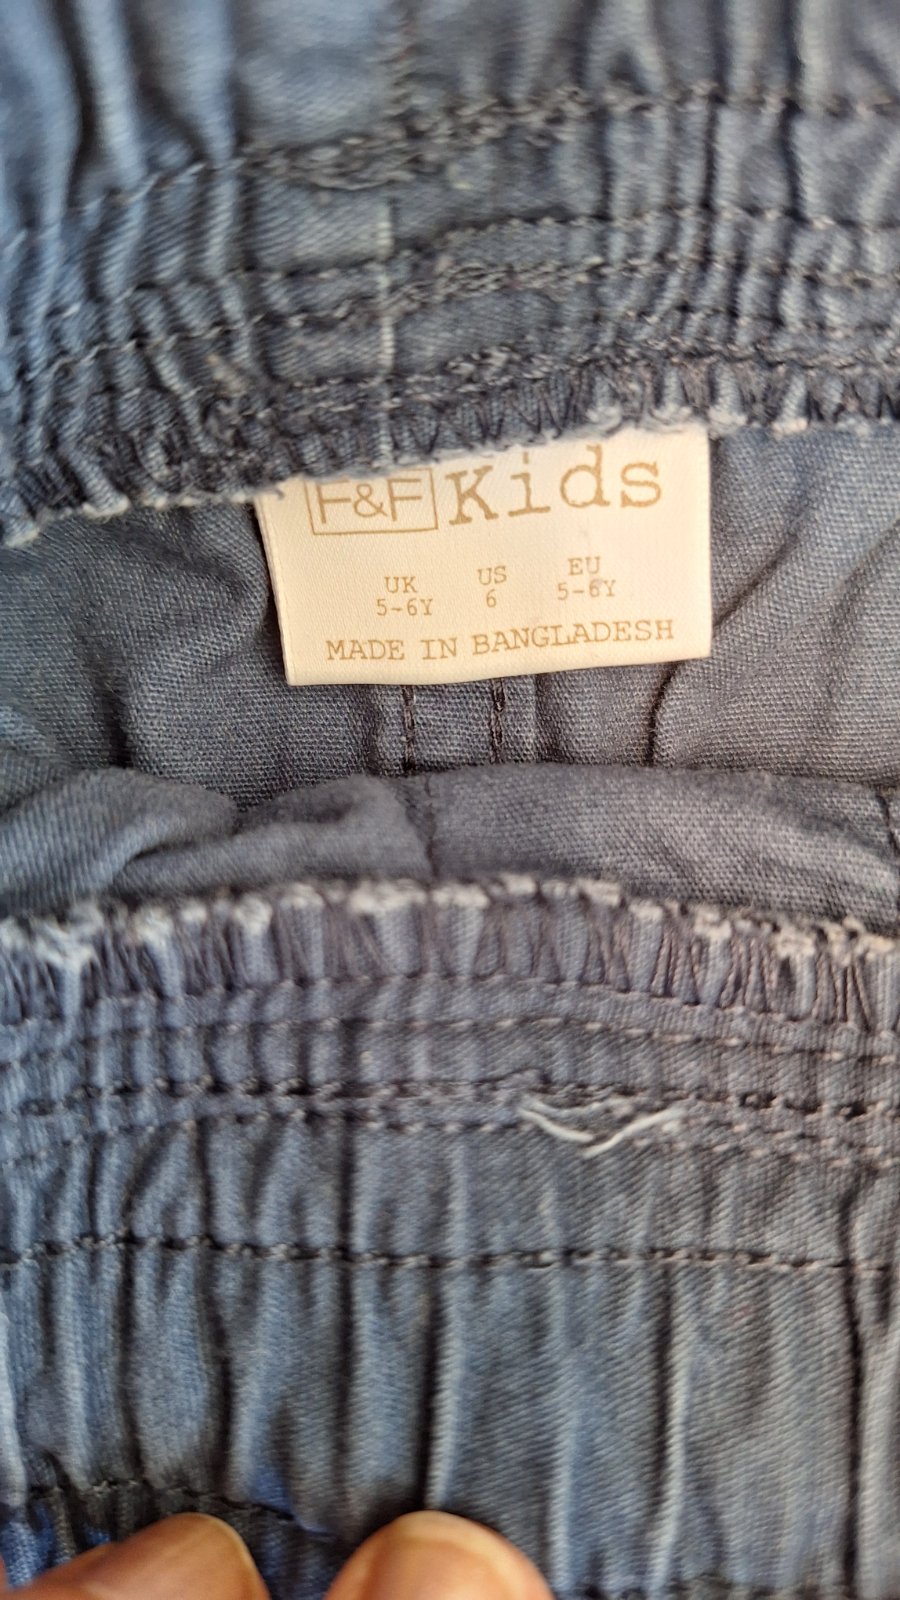 F&F Kids
UK US EU
5-6Y 6 5-6Y
MADE IN BANGLADESH